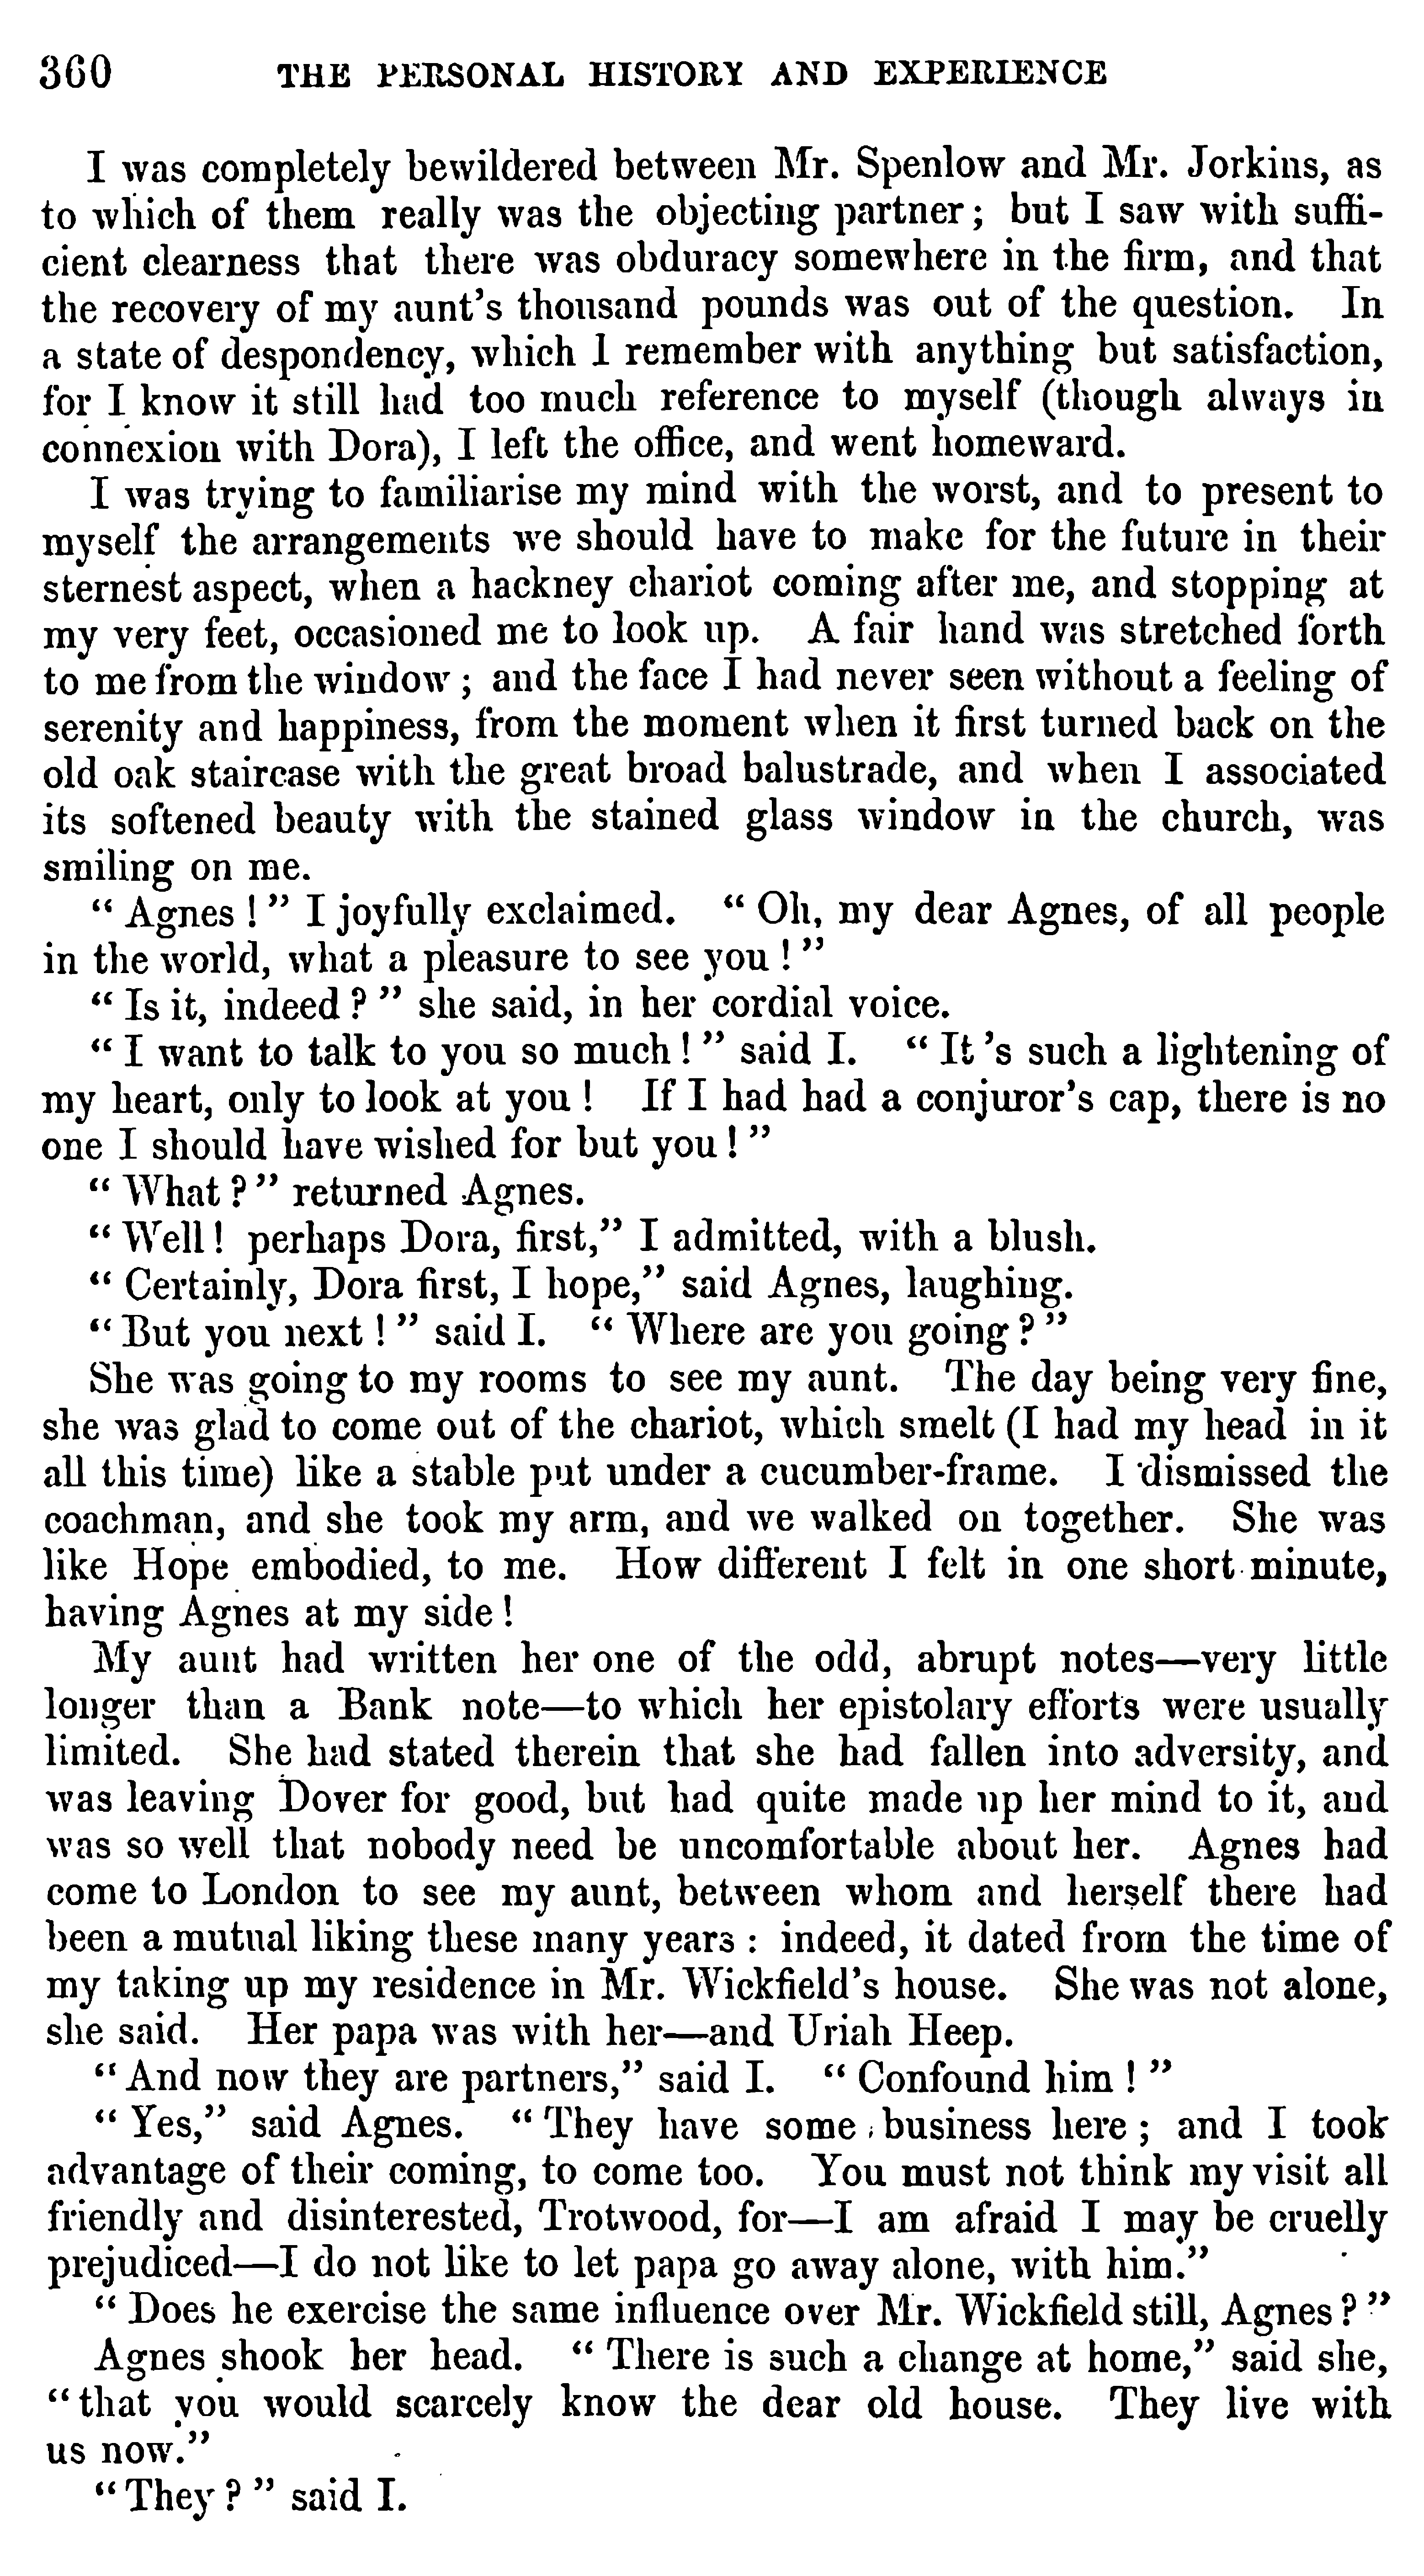 360 THE PERSONAL HISTORY AND EXPERIENCE
I was completely bewildered between Mr. Spenlow and Mr. Jorkins, as
to which of them really was the objecting partner; but I saw with suffi-
cient clearness that there was obduracy somewhere in the firm, and that
the recovery of my aunt's thousand pounds was out of the question. In
a state of despondency, which I remember with anything but satisfaction,
for I know it still had too much reference to myself (though always in
connexion with Dora), I left the office, and went homeward.
I was trying to familiarise my mind with the worst, and to present to
myself the arrangements we should have to make for the future in their
sternest aspect, when a hackney chariot coming after me, and stopping at
my very feet, occasioned me to look up. A fair hand was stretched forth
to me from the window; and the face I had never seen without a feeling of
serenity and happiness, from the moment when it first turned back on the
old oak staircase with the great broad balustrade, and when I associated
its softened beauty with the stained glass window in the church, was
smiling on me.
"Agnes!" I joyfully exclaimed. "Oh, my dear Agnes, of all people
in the world, what a pleasure to see you!"
"Is it, indeed?" she said, in her cordial voice.
"I want to talk to you so much!" said I. "It's such a lightening of
my heart, only to look at you! If I had had a conjuror's cap, there is no
one I should have wished for but you!"
"What?" returned Agnes.
"Well! perhaps Dora, first," I admitted, with a blush.
"Certainly, Dora first, I hope," said Agnes, laughing.
"But you next!" said I. "Where are you going?"
She was going to my rooms to see my aunt. The day being very fine,
she was glad to come out of the chariot, which smelt (I had my head in it
all this time) like a stable put under a cucumber-frame. I dismissed the
coachman, and she took my arm, and we walked on together. She was
like Hope embodied, to me. How different I felt in one short minute,
having Agnes at my side!
My aunt had written her one of the odd, abrupt notes—very little
longer than a Bank note—to which her epistolary efforts were usually
limited. She had stated therein that she had fallen into adversity, and
was leaving Dover for good, but had quite made up her mind to it, and
was so well that nobody need be uncomfortable about her. Agnes had
come to London to see my aunt, between whom and herself there had
been a mutual liking these many years: indeed, it dated from the time of
my taking up my residence in Mr. Wickfield's house. She was not alone,
she said. Her papa was with her—and Uriah Heep.
"And now they are partners," said I. "Confound him!"
"Yes," said Agnes. "They have some business here; and I took
advantage of their coming, to come too. You must not think my visit all
friendly and disinterested, Trotwood, for—I am afraid I may be cruelly
prejudiced—I do not like to let papa go away alone, with him."
"Does he exercise the same influence over Mr. Wickfield still, Agnes?"
Agnes shook her head. "There is such a change at home," said she,
"that you would scarcely know the dear old house. They live with
us now."
"They?" said I.